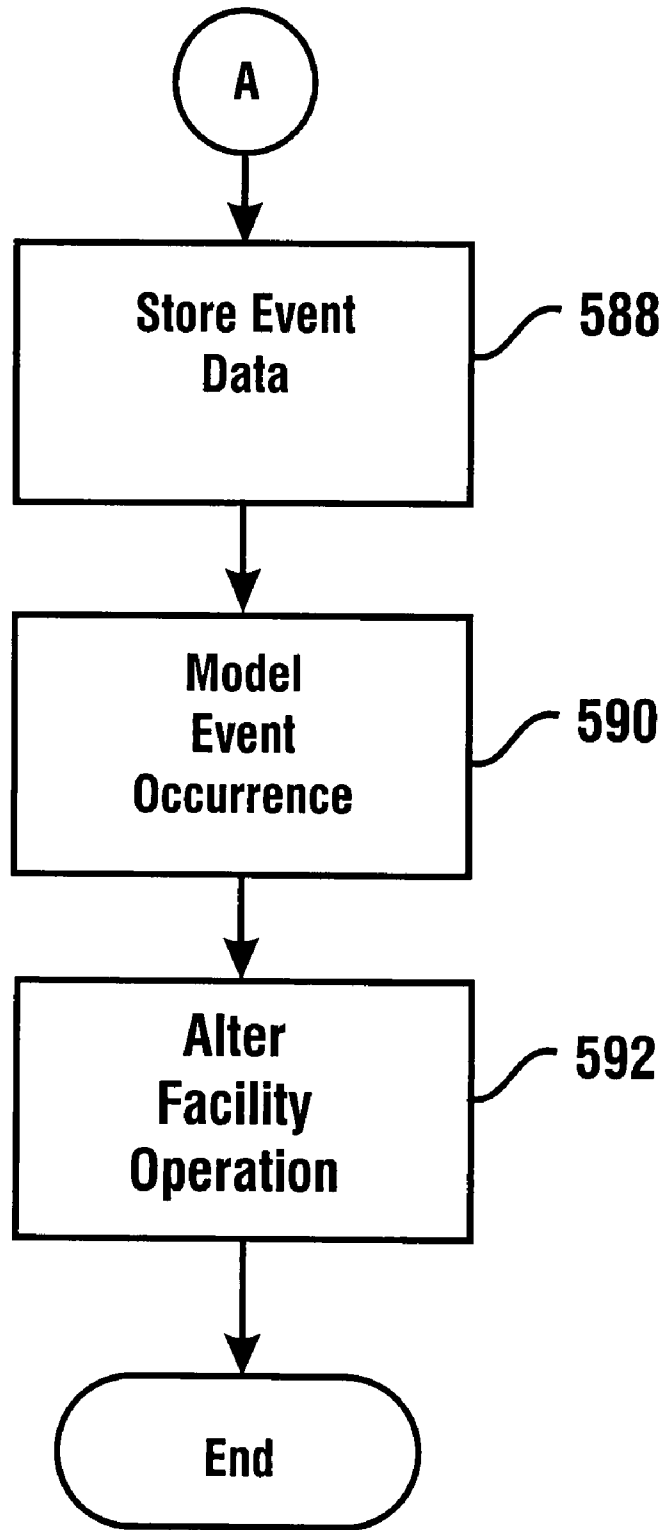 A
Store Event
Data
588
Model
Event
Occurrence
590
Alter
Facility
Operation
592
End